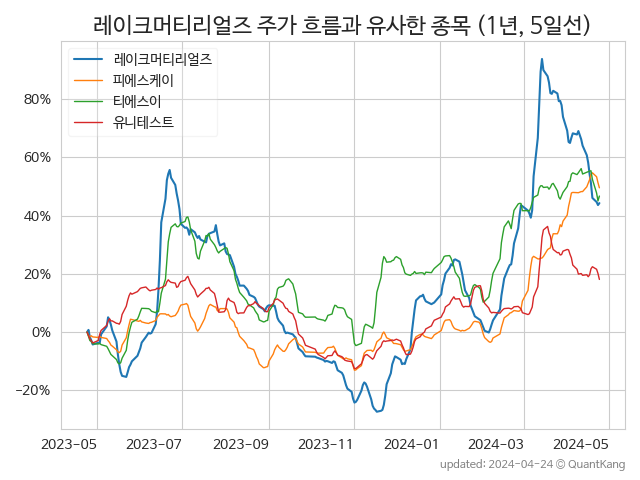 레이크머티리얼즈 주가 흐름과 유사한 종목 (1년, 5일선)
레이크머티리얼즈
피에스케이
티에스이
유니테스트
80%
60%
40%
20%
0%
−20%
2023-05 2023-07 2023-09 2023-11 2024-01 2024-03 2024-05
updated: 2024-04-24 © QuantKang